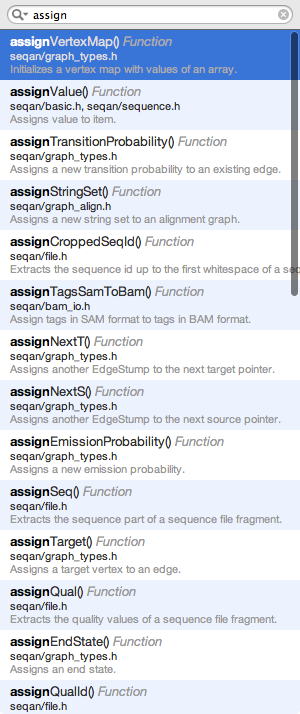 assign
assignVertexMap() Function
seqan/graph_types.h
Initializes a vertex map with values of an array.
assignValue() Function
seqan/basic.h, seqan/sequence.h
Assigns value to item.
assignTransitionProbability() Function
seqan/graph_types.h
Assigns a new transition probability to an existing edge.
assignStringSet() Function
seqan/graph_align.h
Assigns a new string set to an alignment graph.
assignCroppedSeqId() Function
seqan/file.h
Extracts the sequence id up to the first whitespace of a seq
assignTagsSamToBam() Function
seqan/bam_io.h
Assign tags in SAM format to tags in BAM format.
assignNextT() Function
seqan/graph_types.h
Assigns another EdgeStump to the next target pointer.
assignNextS() Function
seqan/graph_types.h
Assigns another EdgeStump to the next source pointer.
assignEmissionProbability() Function
seqan/graph_types.h
Assigns a new emission probability.
assignSeq() Function
seqan/file.h
Extracts the sequence part of a sequence file fragment.
assignTarget() Function
seqan/graph_types.h
Assigns a target vertex to an edge.
assignQual() Function
seqan/file.h
Extracts the quality values of a sequence file fragment.
assignEndState() Function
seqan/graph_types.h
Assigns an end state.
assignQualId() Function
seqan/file.h